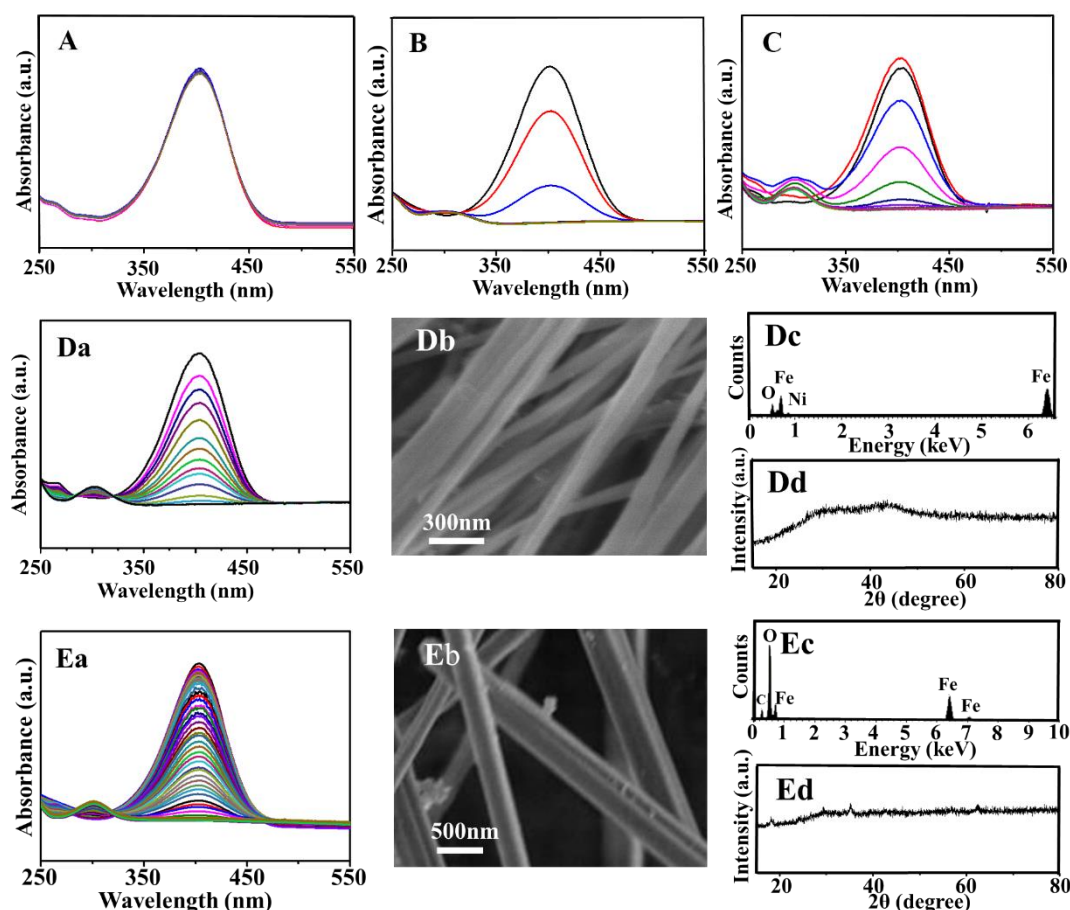 A
Absorbance (a.u.)
250 350 450 550
Wavelength (nm)
B
Absorbance (a.u.)
250 350 450 550
Wavelength (nm)
C
Absorbance (a.u.)
250 350 450 550
Wavelength (nm)
Da
Absorbance (a.u.)
250 350 450 550
Wavelength (nm)
Db
300nm
Dc
Counts
O Fe Ni Fe
0 1 2 3 4 5 6
Energy (keV)
Dd
Intensity (a.u.)
20 40 60 80
2θ (degree)
Ea
Absorbance (a.u.)
250 350 450 550
Wavelength (nm)
Eb
500nm
Ec
Counts
C O Fe Fe Fe
0 1 2 3 4 5 6 7 8 9 10
Energy (keV)
Ed
Intensity (a.u.)
20 40 60 80
2θ (degree)